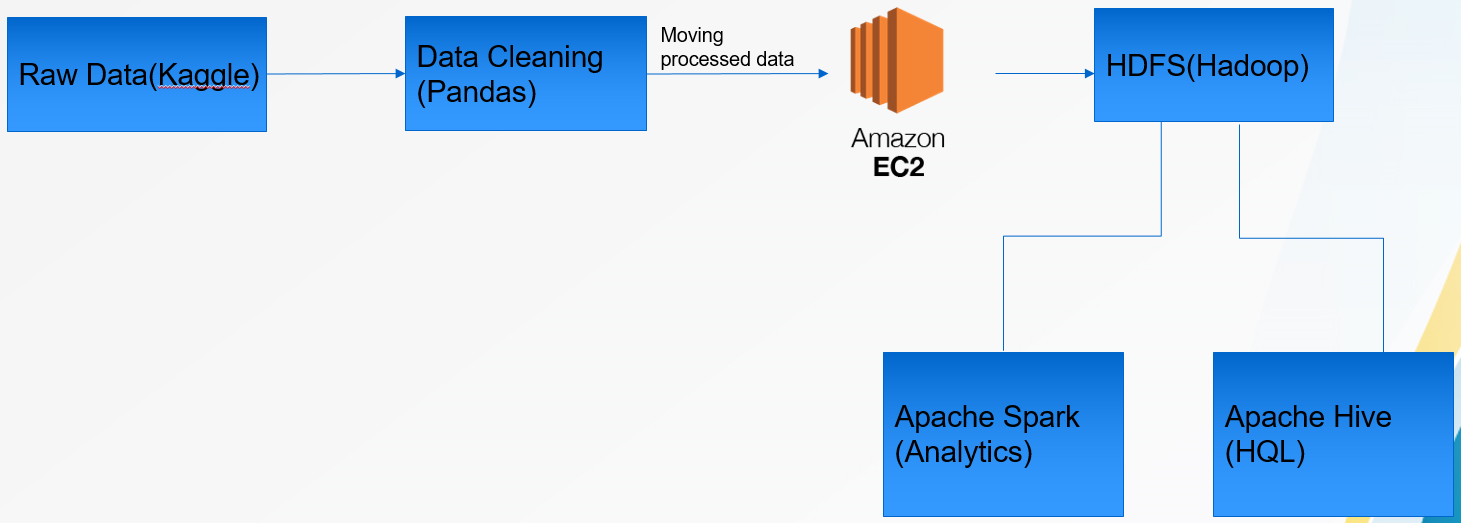 Raw Data(Kaggle)
Data Cleaning
(Pandas)
Moving
processed data
Amazon
EC2
HDFS(Hadoop)
Apache Spark
(Analytics)
Apache Hive
(HQL)